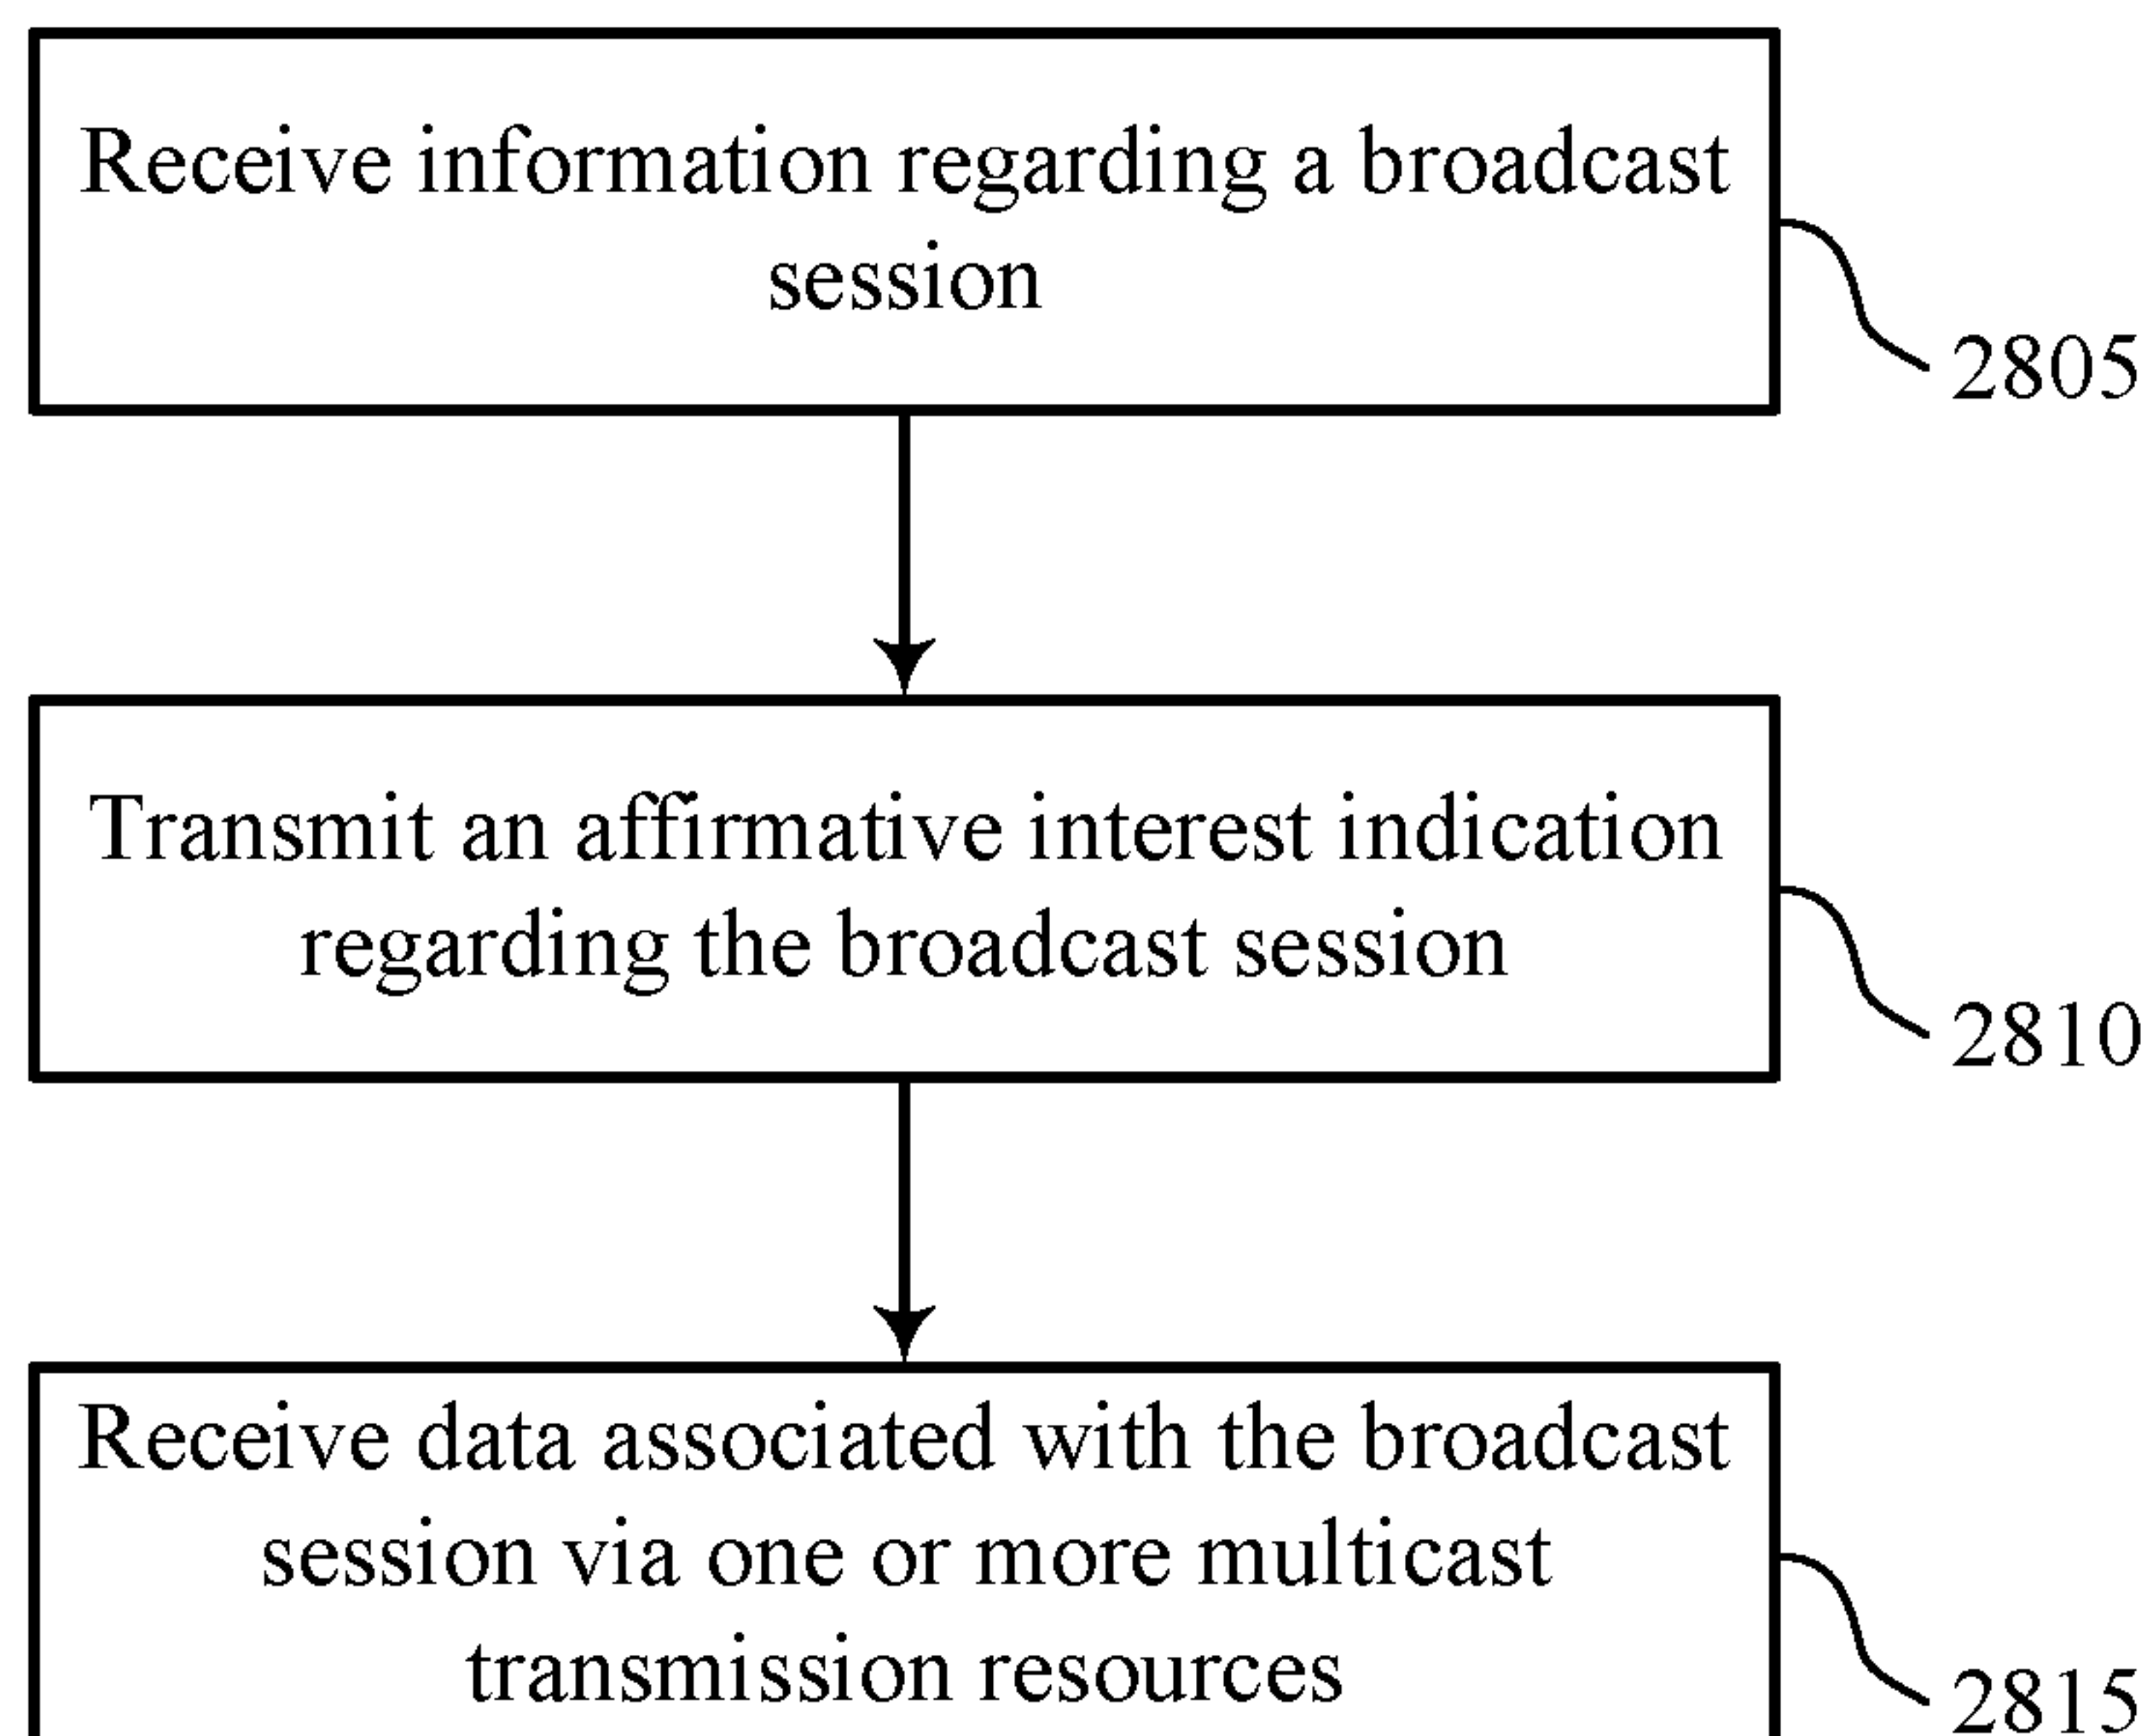 Receive information regarding a broadcast
session
2805
Transmit an affirmative interest indication
regarding the broadcast session
2810
Receive data associated with the broadcast
session via one or more multicast
transmission resources
2815